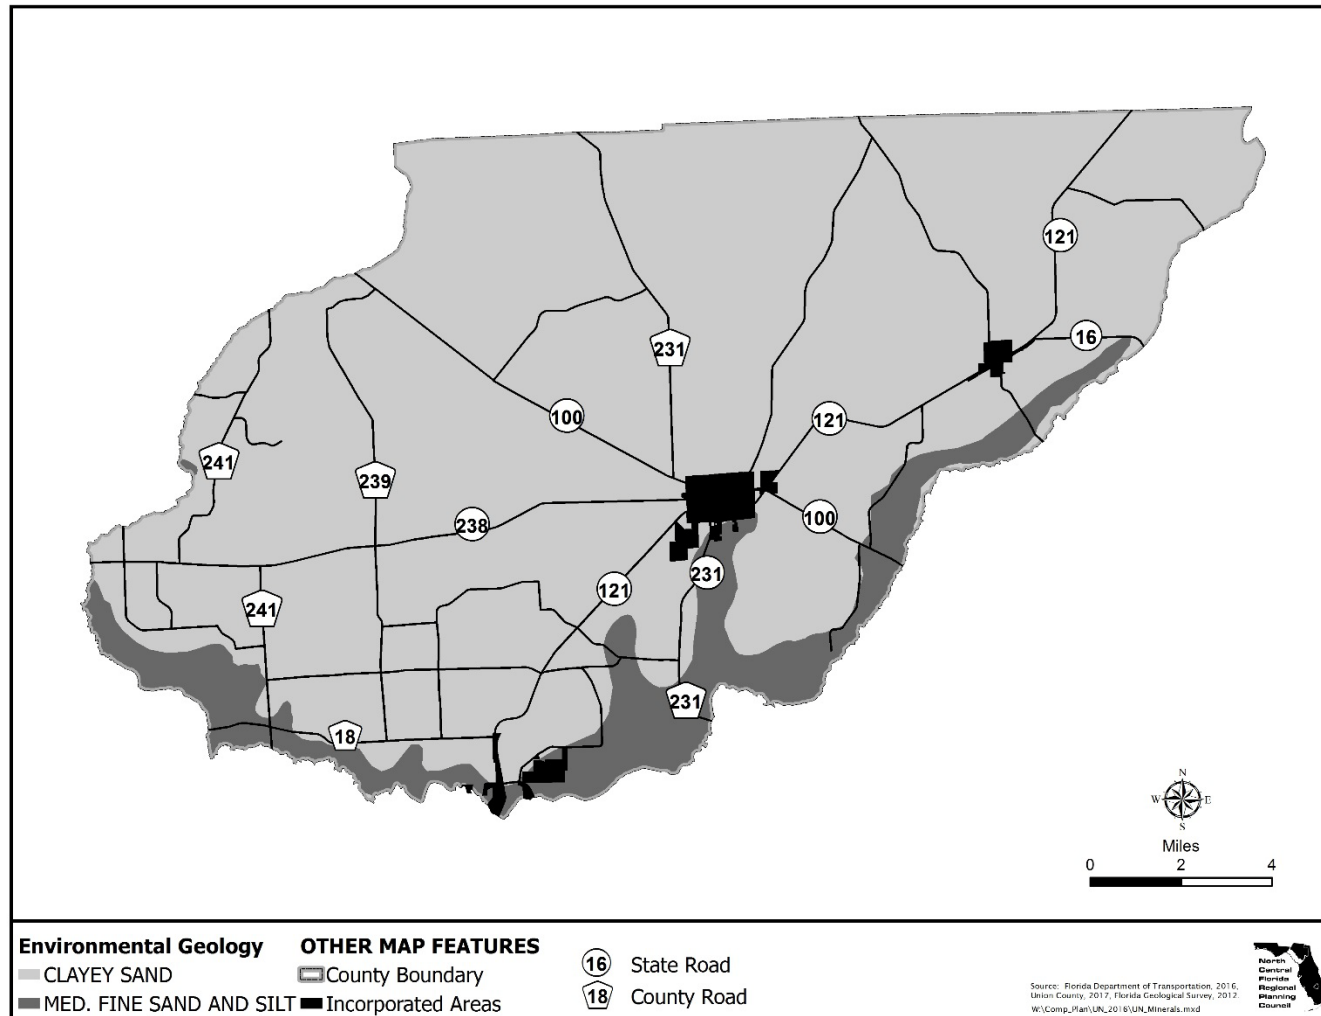 121
16
231
100
121
241
239
100
238
231
121
241
231
18
N
W E
S
Miles
0 2 4
Environmental Geology
CLAYEY SAND
MED. FINE SAND AND SILT
OTHER MAP FEATURES
County Boundary
Incorporated Areas
16 State Road
18 County Road
Source: Florida Department of Transportation, 2016,
Union County, 2017, Florida Geological Survey, 2012.
W:\Comp_Plan\UN_2016\UN_Minerals.mxd
North
Central
Florida
Regional
Planning
Council